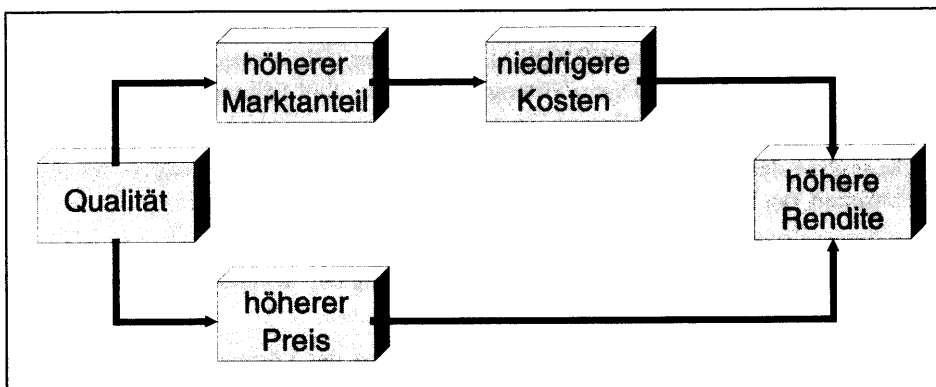 höherer
Marktanteil
niedrigere
Kosten
Qualität
höhere
Rendite
höherer
Preis